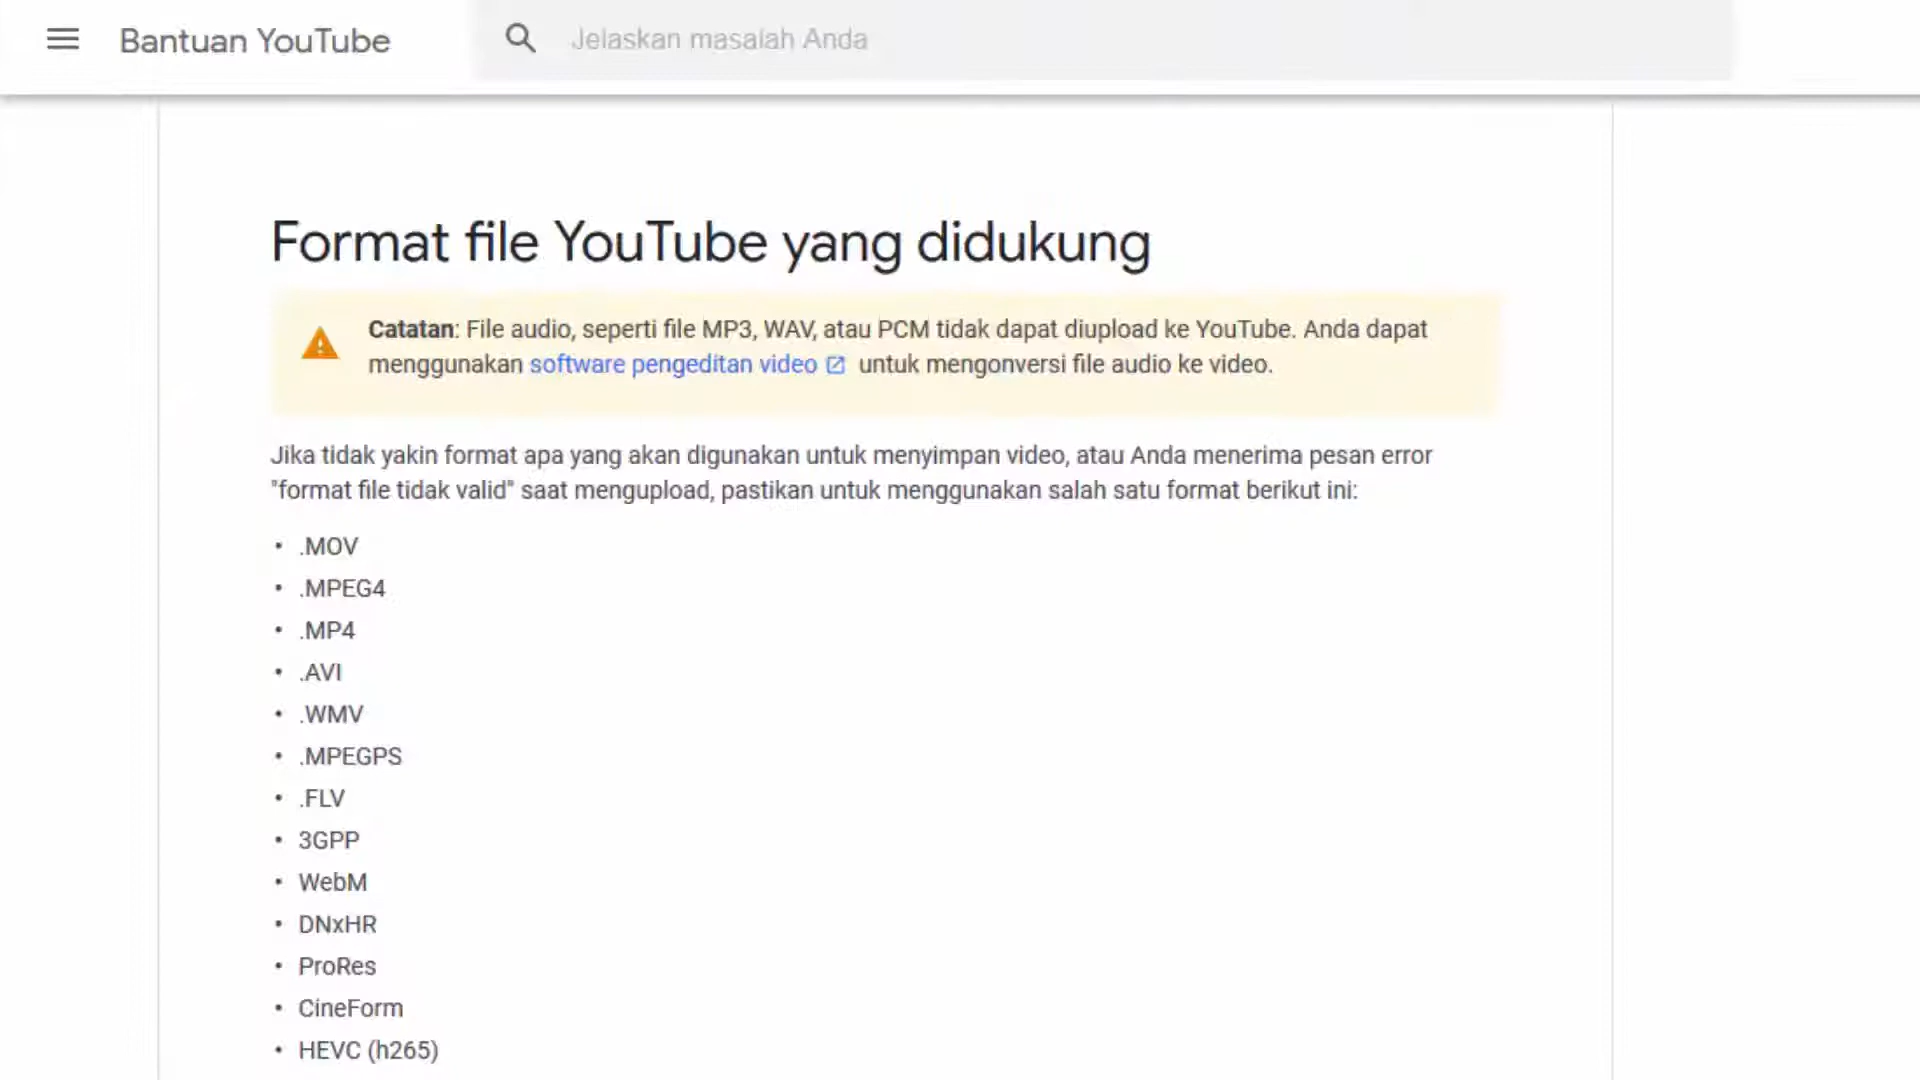 Bantuan YouTube
Jelaskan masalah Anda
Format file YouTube yang didukung
Catatan: File audio, seperti file MP3, WAV, atau PCM tidak dapat diupload ke YouTube. Anda dapat
menggunakan software pengeditan video untuk mengonversi file audio ke video.
Jika tidak yakin format apa yang akan digunakan untuk menyimpan video, atau Anda menerima pesan error
"format file tidak valid" saat mengupload, pastikan untuk menggunakan salah satu format berikut ini:
• .MOV
• .MPEG4
• .MP4
• .AVI
• .WMV
• .MPEGPS
• .FLV
• 3GPP
• WebM
• DNxHR
• ProRes
• CineForm
• HEVC (h265)